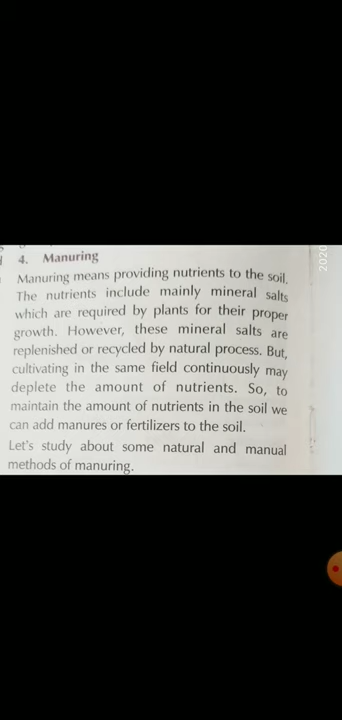 4. Manuring
Manuring means providing nutrients to the soil.
The nutrients include mainly mineral salts
which are required by plants for their proper
growth. However, these mineral salts are
replenished or recycled by natural process. But,
cultivating in the same field continuously may
deplete the amount of nutrients. So, to
maintain the amount of nutrients in the soil we
can add manures or fertilizers to the soil.
Let's study about some natural and manual
methods of manuring.
2020